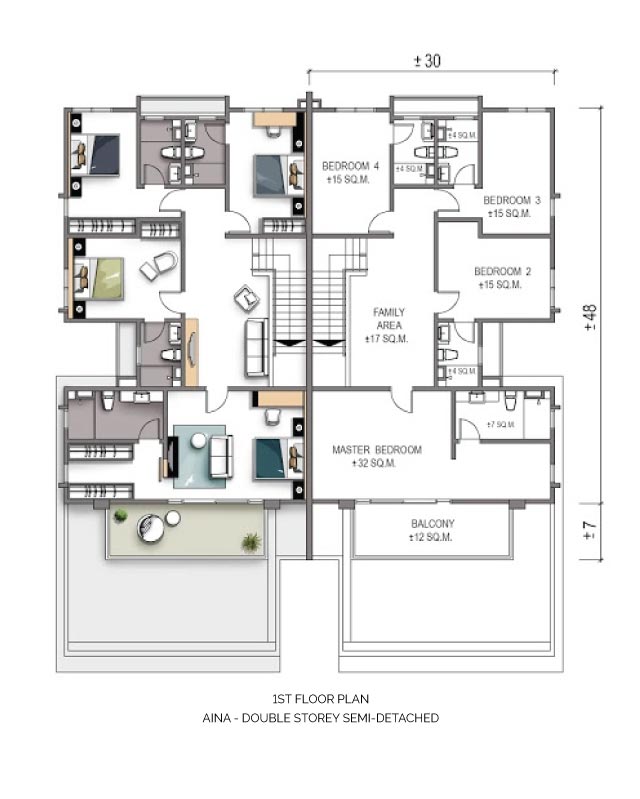 ±30
BEDROOM 4
±15 SQ.M.
±4 SQ.M.
±4 SQ.M.
BEDROOM 3
±15 SQ.M.
BEDROOM 2
±15 SQ.M.
FAMILY
AREA
±17 SQ.M.
±48
±4 SQ.M.
±7 SQ.M.
MASTER BEDROOM
±32 SQ.M.
BALCONY
±12 SQ.M.
±7
1ST FLOOR PLAN
AINA - DOUBLE STOREY SEMI-DETACHED